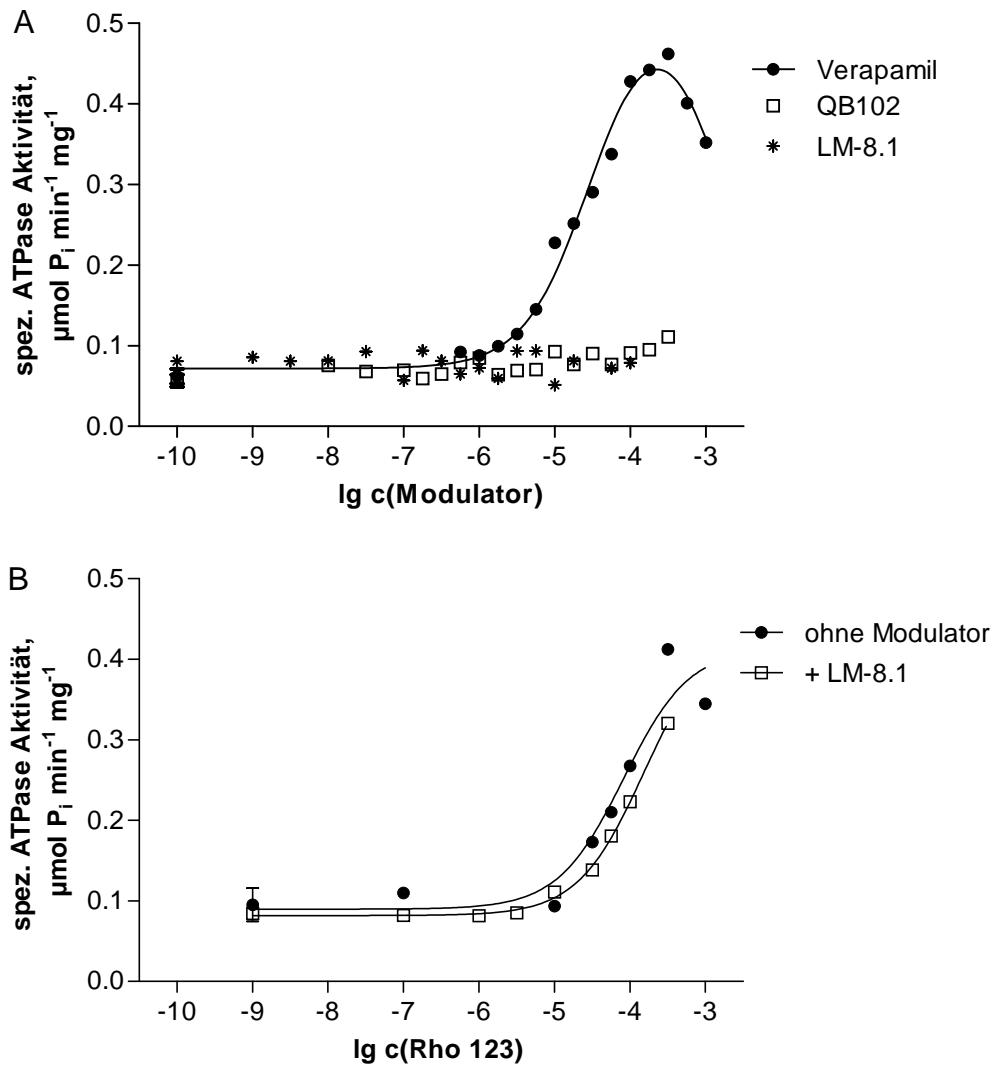 A
0.5
0.4
0.3
0.2
0.1
0.0
spez. ATPase Aktivität,
µmol Pi min-1 mg-1
-10 -9 -8 -7 -6 -5 -4 -3
lg c(Modulator)
Verapamil
QB102
LM-8.1
B
0.5
0.4
0.3
0.2
0.1
0.0
spez. ATPase Aktivität,
µmol Pi min-1 mg-1
-10 -9 -8 -7 -6 -5 -4 -3
lg c(Rho 123)
ohne Modulator
+ LM-8.1